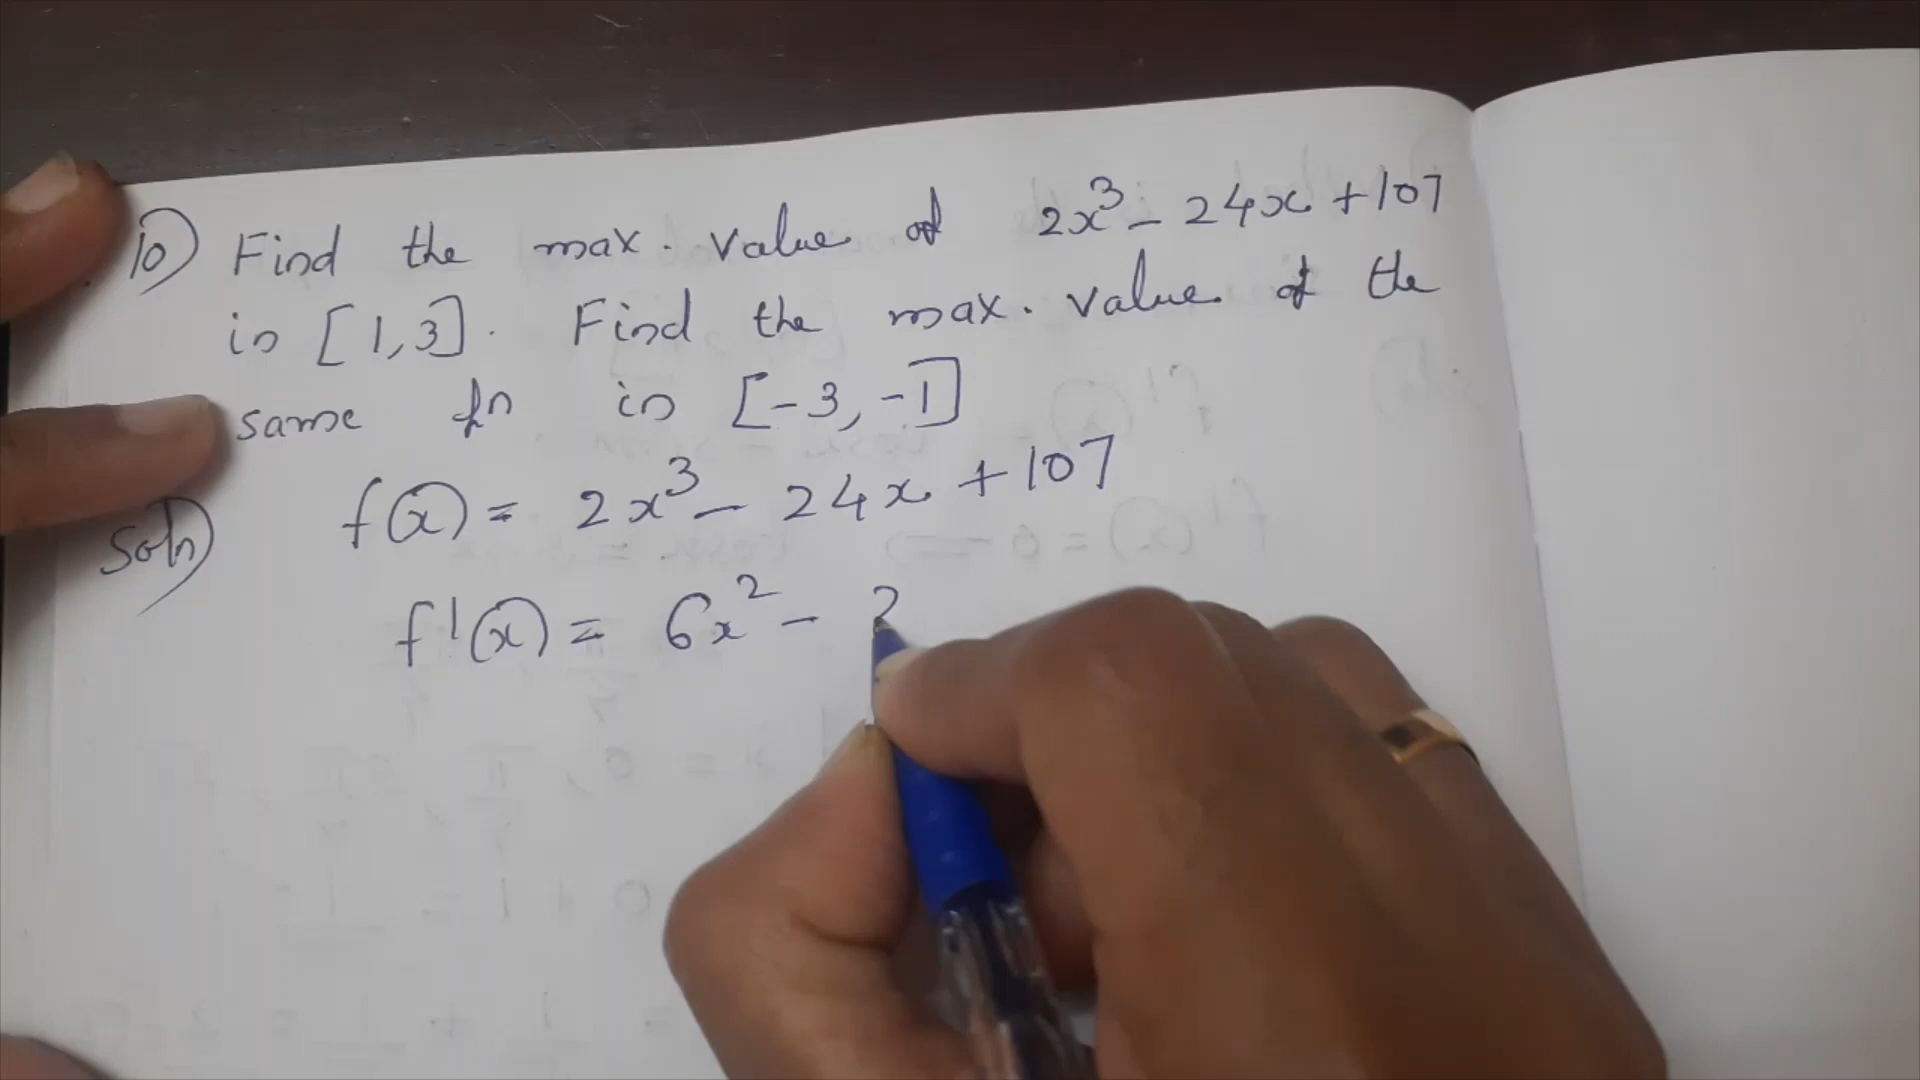 10) Find the max. value of 2x³ - 24x + 107
in [1,3]. Find the max. value of the
same fn in [-3, -1]
Soln) f(x) = 2x³ - 24x + 107
f'(x) = 6x² - 2